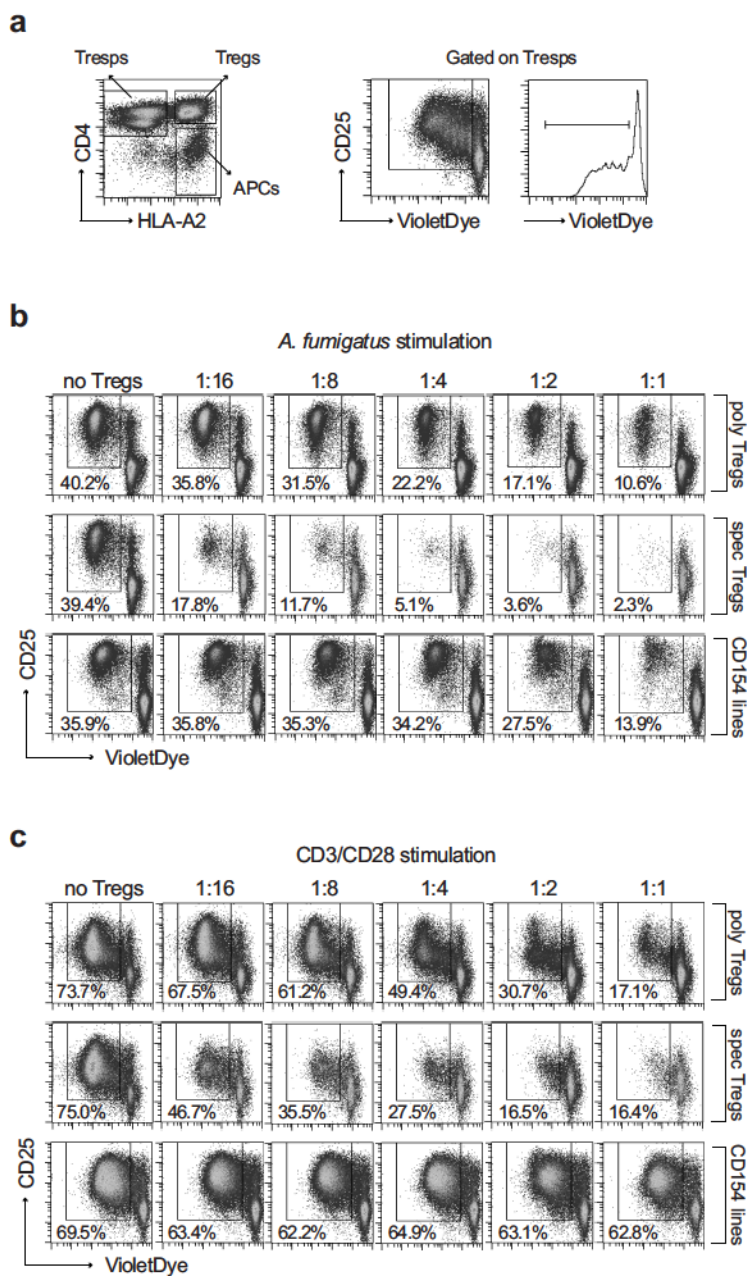 a
Tresps Tregs Gated on Tresps
CD4
APCs
HLA-A2
CD25
VioletDye VioletDye
b
A. fumigatus stimulation
no Tregs 1:16 1:8 1:4 1:2 1:1
40.2% 35.8% 31.5% 22.2% 17.1% 10.6%
poly Tregs
39.4% 17.8% 11.7% 5.1% 3.6% 2.3%
spec Tregs
35.9% 35.8% 35.3% 34.2% 27.5% 13.9%
CD154 lines
CD25
VioletDye
c
CD3/CD28 stimulation
no Tregs 1:16 1:8 1:4 1:2 1:1
73.7% 67.5% 61.2% 49.4% 30.7% 17.1%
poly Tregs
75.0% 46.7% 35.5% 27.5% 16.5% 16.4%
spec Tregs
69.5% 63.4% 62.2% 64.9% 63.1% 62.8%
CD154 lines
CD25
VioletDye